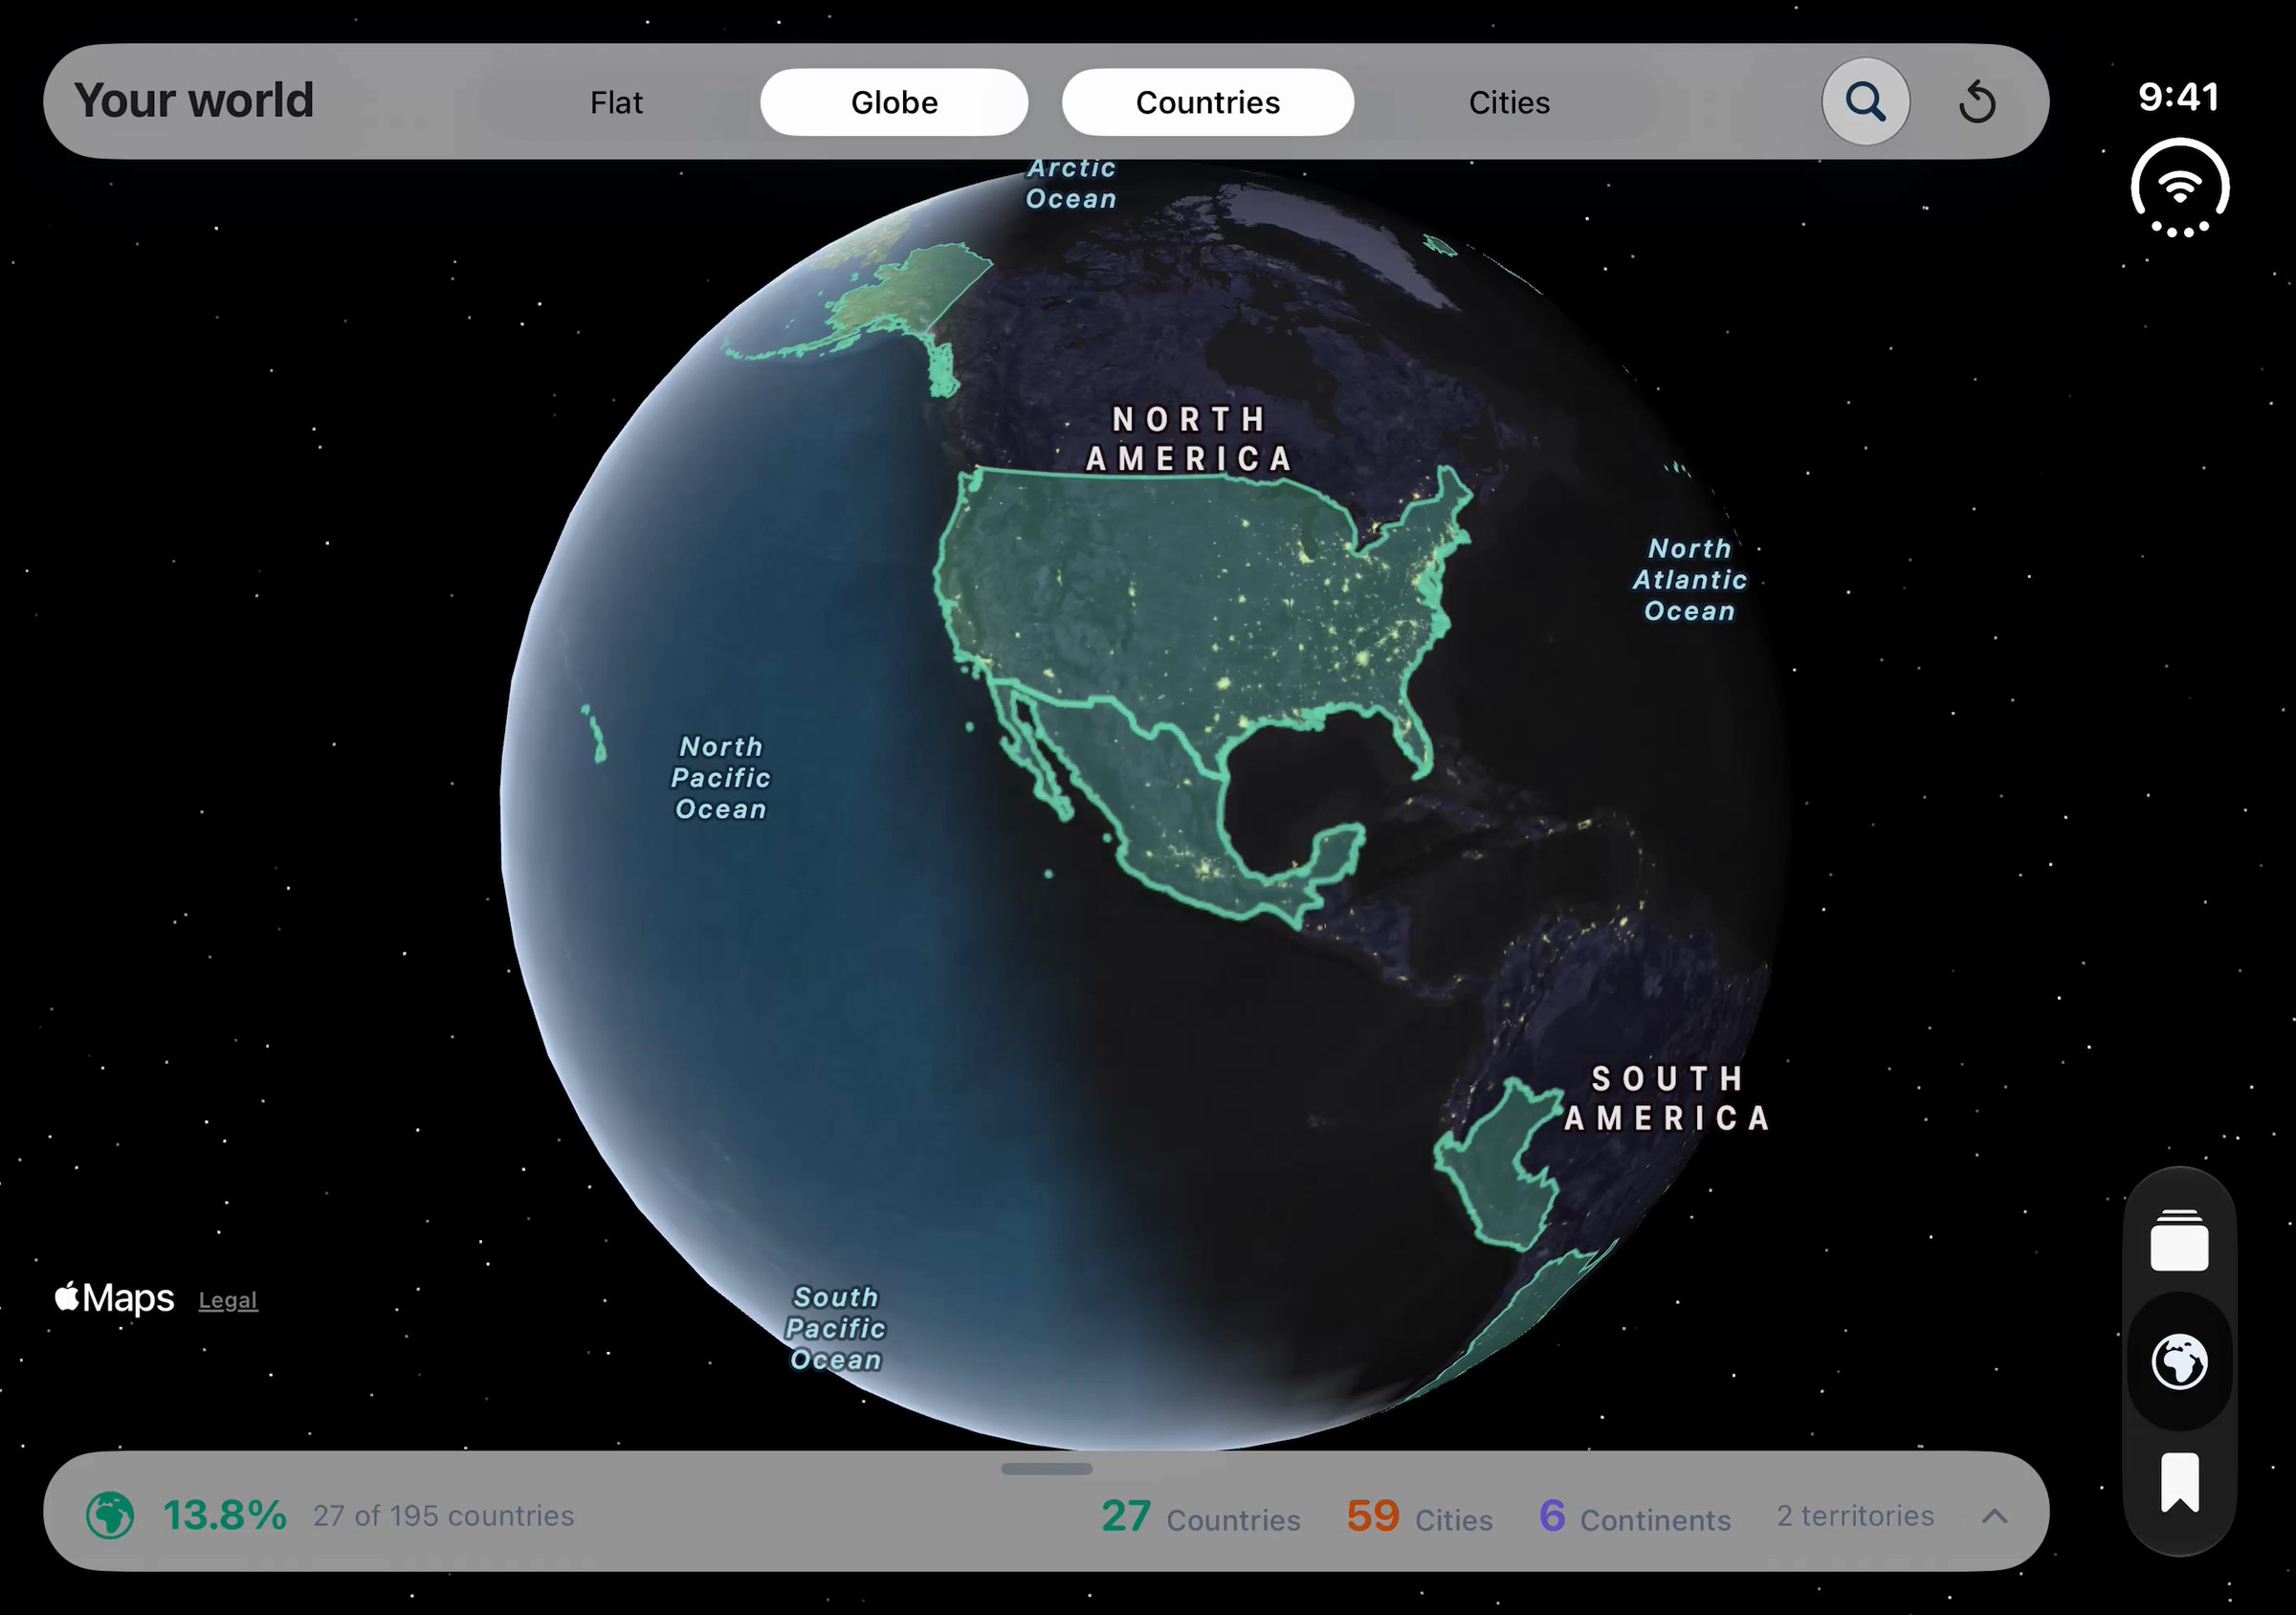 Your world
Flat
Globe
Countries
Cities
9:41
Arctic
Ocean
NORTH
AMERICA
North
Atlantic
Ocean
North
Pacific
Ocean
SOUTH
AMERICA
South
Pacific
Ocean
Maps
Legal
13.8%
27 of 195 countries
27 Countries
59 Cities
6 Continents
2 territories